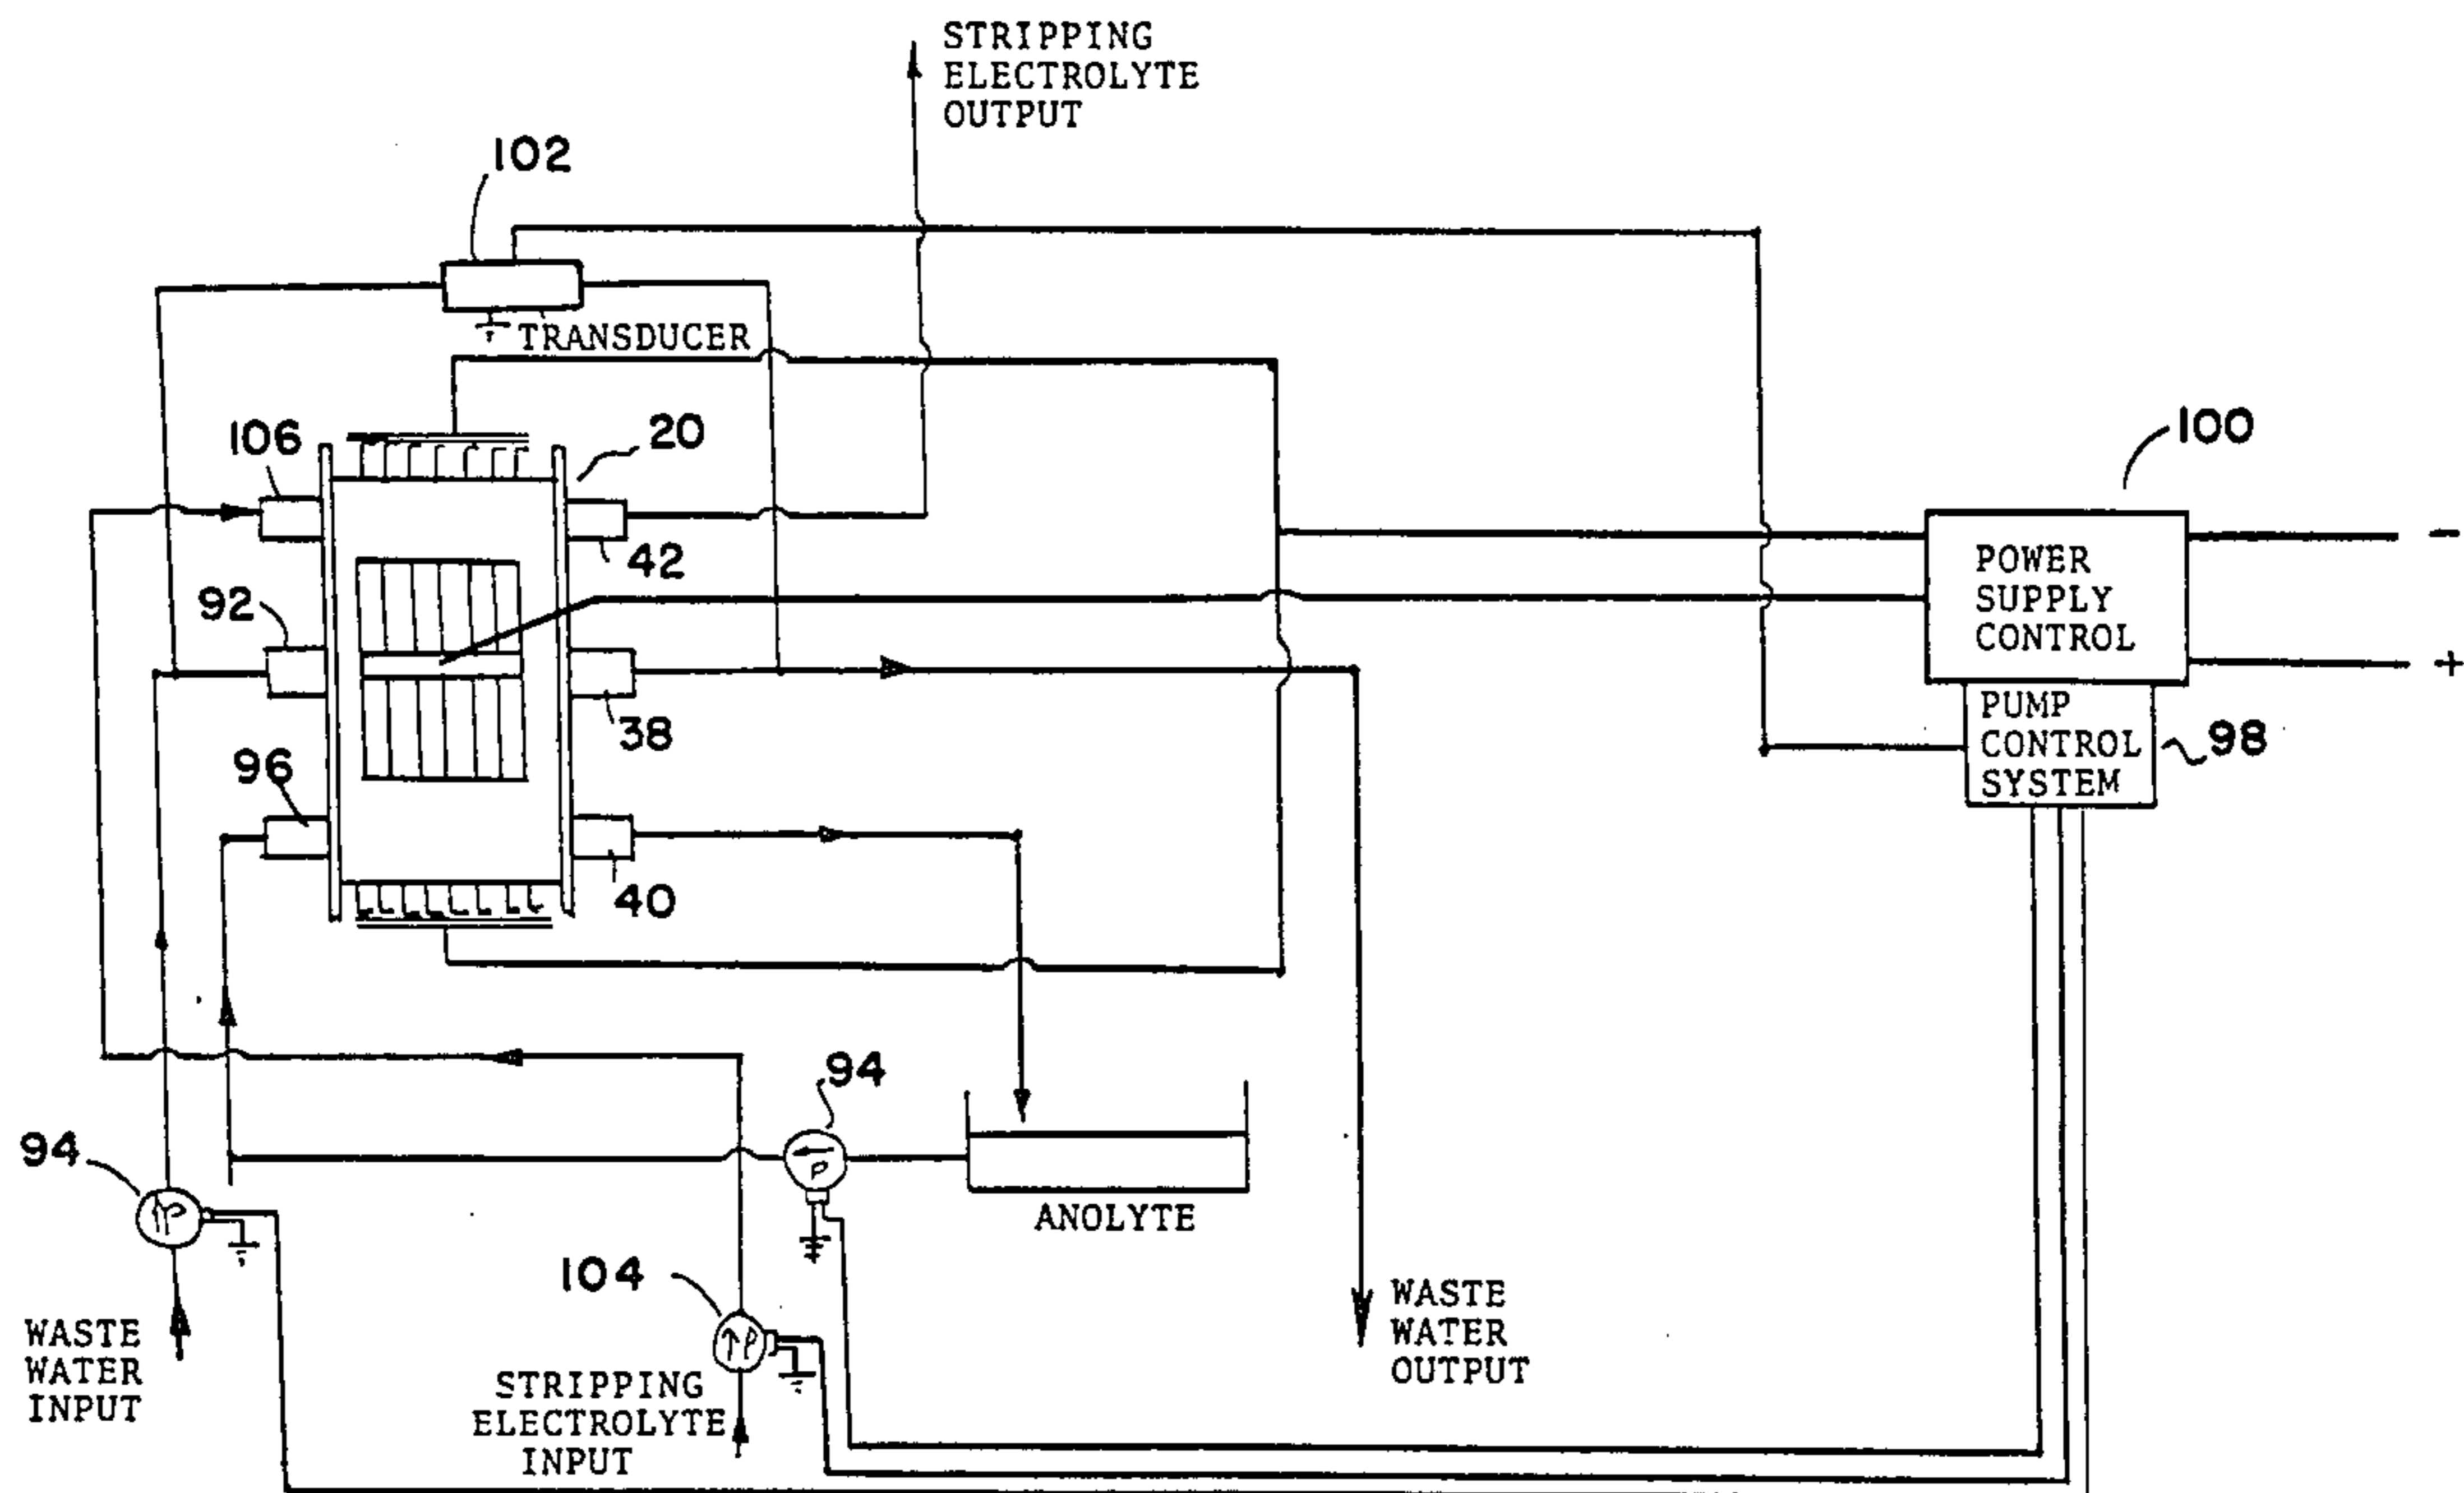 STRIPPING
ELECTROLYTE
OUTPUT
102
TRANSDUCER
106
20
100
42
92
POWER
SUPPLY
CONTROL
-
+
38
PUMP
CONTROL
SYSTEM
98
96
40
94
94
P
P
ANOLYTE
104
P
WASTE
WATER
INPUT
STRIPPING
ELECTROLYTE
INPUT
WASTE
WATER
OUTPUT